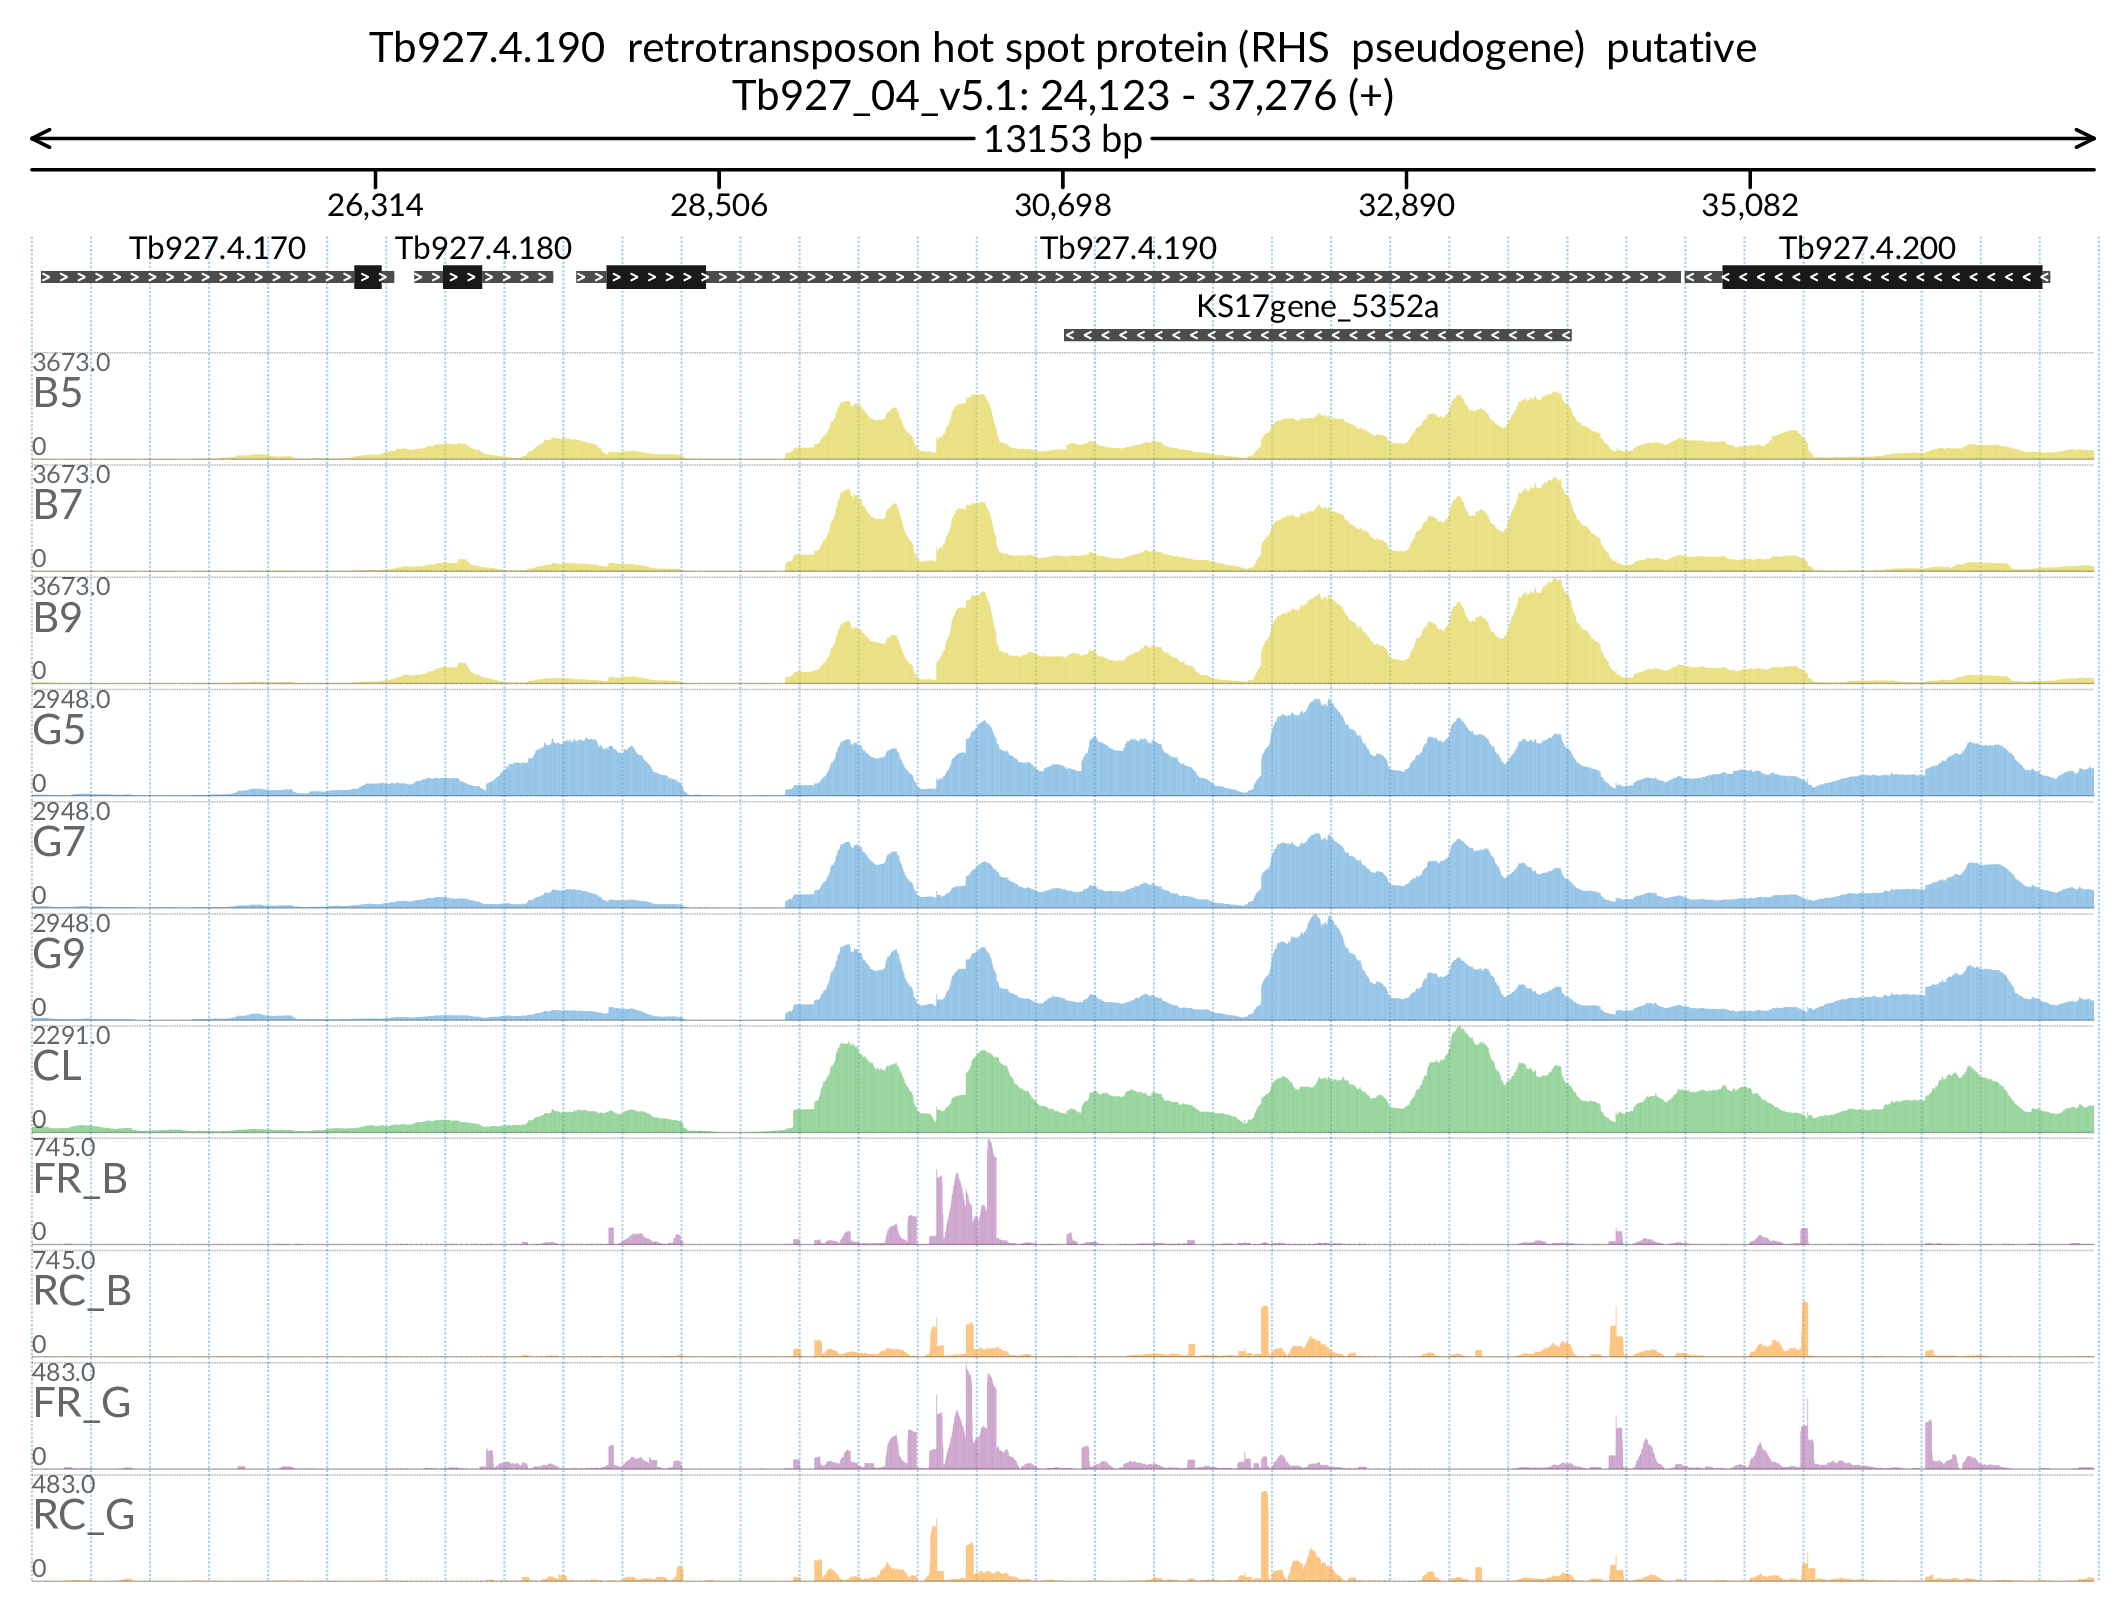 Tb927.4.190  retrotransposon hot spot protein (RHS  pseudogene)  putative
Tb927_04_v5.1: 24,123 - 37,276 (+)
13153 bp
26,314 28,506 30,698 32,890 35,082
Tb927.4.170 Tb927.4.180 Tb927.4.190 Tb927.4.200
KS17gene_5352a
3673.0
B5
0
3673.0
B7
0
3673.0
B9
0
2948.0
G5
0
2948.0
G7
0
2948.0
G9
0
2291.0
CL
0
745.0
FR_B
0
745.0
RC_B
0
483.0
FR_G
0
483.0
RC_G
0